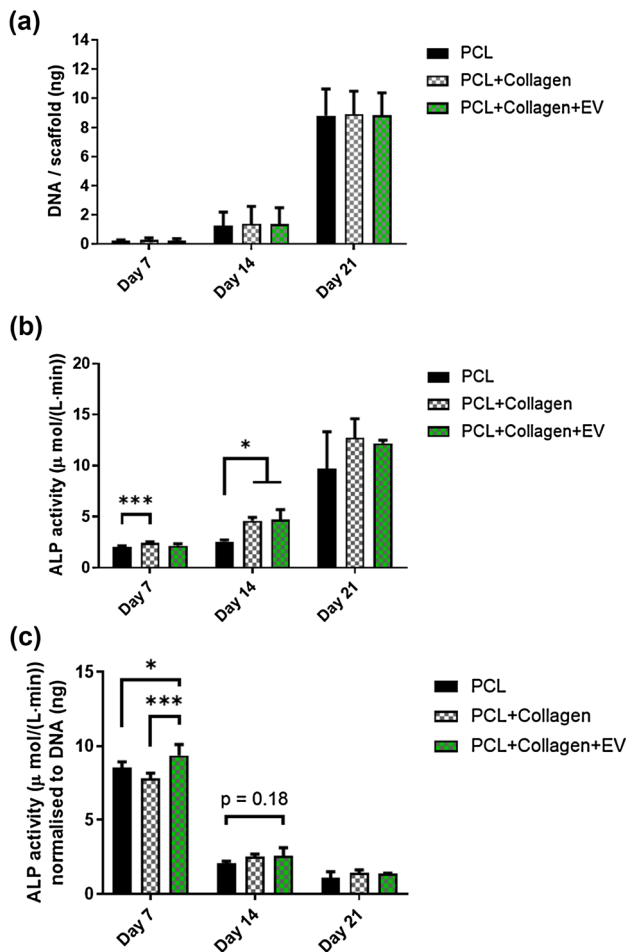 (a)
DNA / scaffold (ng)
14
12
10
8
6
4
2
0
Day 7
Day 14
Day 21
PCL
PCL+Collagen
PCL+Collagen+EV
(b)
ALP activity (μ mol/(L-min))
20
15
10
5
0
***
*
Day 7
Day 14
Day 21
PCL
PCL+Collagen
PCL+Collagen+EV
(c)
ALP activity (μ mol/(L-min))
normalised to DNA (ng)
15
10
5
0
*
***
p = 0.18
Day 7
Day 14
Day 21
PCL
PCL+Collagen
PCL+Collagen+EV